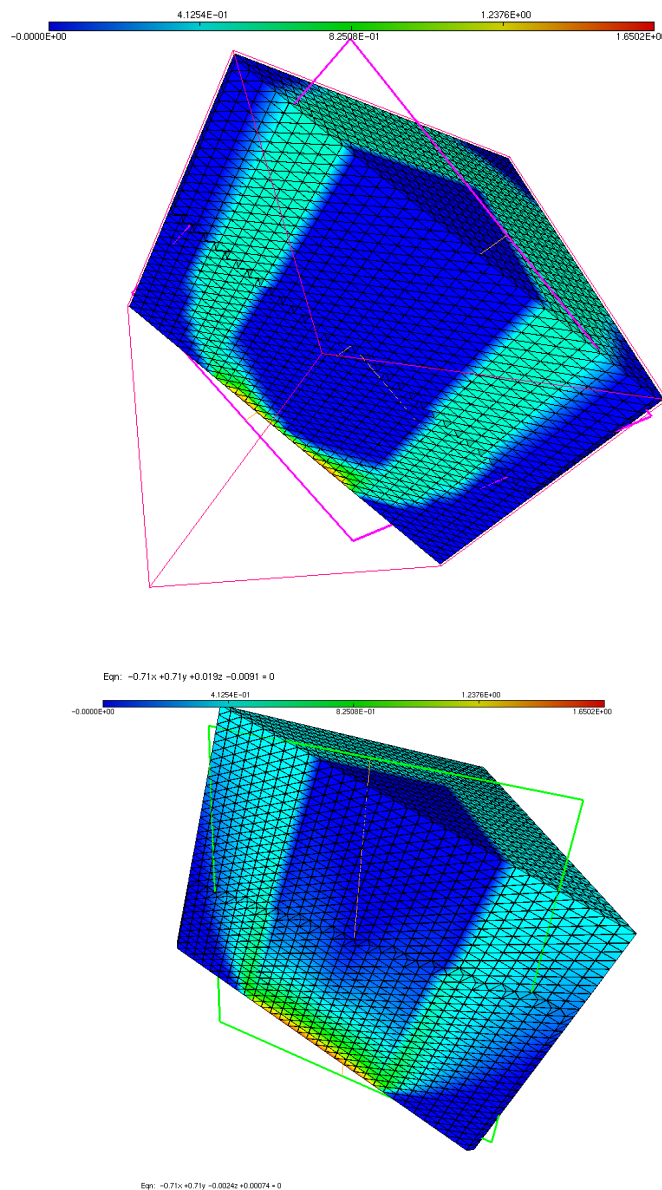 4.1254E-01 1.2376E+00
-0.0000E+00 8.2508E-01 1.6502E+00
Eqn: -0.71x +0.71y +0.019z -0.0091 = 0
4.1254E-01 1.2376E+00
-0.0000E+00 8.2508E-01 1.6502E+00
Eqn: -0.71x +0.71y -0.0024z +0.00074 = 0